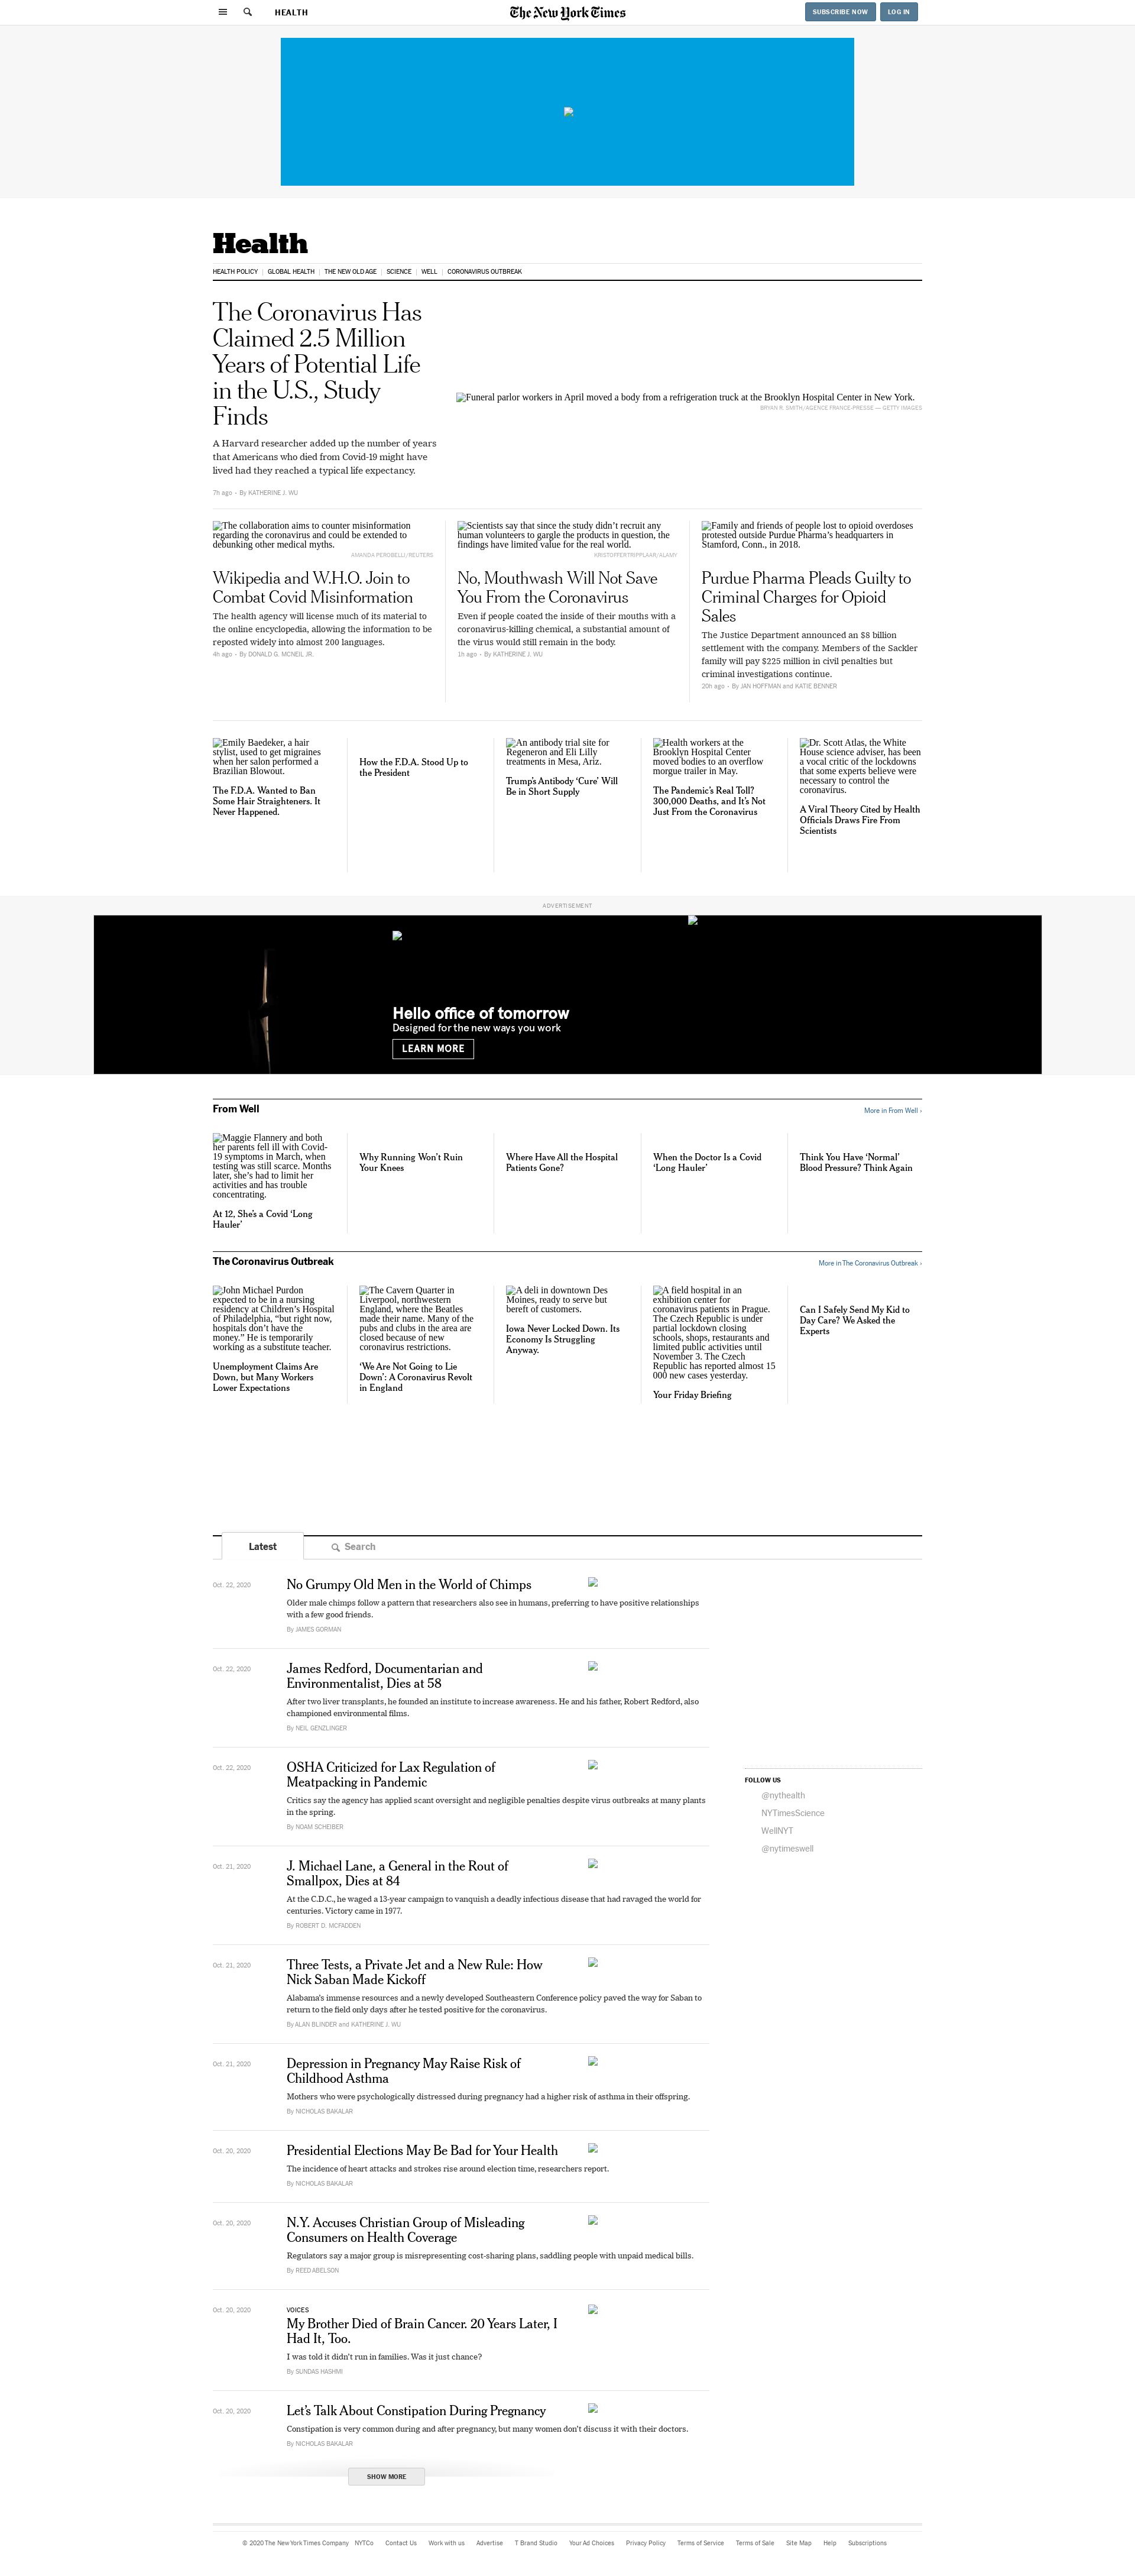 HEALTH
The New York Times
SUBSCRIBE NOW
LOG IN
Health
HEALTH POLICY
GLOBAL HEALTH
THE NEW OLD AGE
SCIENCE
WELL
CORONAVIRUS OUTBREAK
The Coronavirus Has
Claimed 2.5 Million
Years of Potential Life
in the U.S., Study
Finds
A Harvard researcher added up the number of years
that Americans who died from Covid-19 might have
lived had they reached a typical life expectancy.
7h ago • By KATHERINE J. WU
Funeral parlor workers in April moved a body from a refrigeration truck at the Brooklyn Hospital Center in New York.
BRYAN R. SMITH/AGENCE FRANCE-PRESSE — GETTY IMAGES
The collaboration aims to counter misinformation
regarding the coronavirus and could be extended to
debunking other medical myths.
AMANDA PEROBELLI/REUTERS
Wikipedia and W.H.O. Join to
Combat Covid Misinformation
The health agency will license much of its material to
the online encyclopedia, allowing the information to be
reposted widely into almost 200 languages.
4h ago • By DONALD G. MCNEIL JR.
Scientists say that since the study didn't recruit any
human volunteers to gargle the products in question, the
findings have limited value for the real world.
KRISTOFFERTRIPPLAAR/ALAMY
No, Mouthwash Will Not Save
You From the Coronavirus
Even if people coated the inside of their mouths with a
coronavirus-killing chemical, a substantial amount of
the virus would still remain in the body.
1h ago • By KATHERINE J. WU
Family and friends of people lost to opioid overdoses
protested outside Purdue Pharma's headquarters in
Stamford, Conn., in 2018.
Purdue Pharma Pleads Guilty to
Criminal Charges for Opioid
Sales
The Justice Department announced an $8 billion
settlement with the company. Members of the Sackler
family will pay $225 million in civil penalties but
criminal investigations continue.
20h ago • By JAN HOFFMAN and KATIE BENNER
Emily Baedeker, a hair
stylist, used to get migraines
when her salon performed a
Brazilian Blowout.
The F.D.A. Wanted to Ban
Some Hair Straighteners. It
Never Happened.
How the F.D.A. Stood Up to
the President
An antibody trial site for
Regeneron and Eli Lilly
treatments in Mesa, Ariz.
Trump's Antibody ‘Cure’ Will
Be in Short Supply
Health workers at the
Brooklyn Hospital Center
moved bodies to an overflow
morgue trailer in May.
The Pandemic's Real Toll?
300,000 Deaths, and It's Not
Just From the Coronavirus
Dr. Scott Atlas, the White
House science adviser, has been
a vocal critic of the lockdowns
that some experts believe were
necessary to control the
coronavirus.
A Viral Theory Cited by Health
Officials Draws Fire From
Scientists
ADVERTISEMENT
Hello office of tomorrow
Designed for the new ways you work
LEARN MORE
From Well
More in From Well ›
Maggie Flannery and both
her parents fell ill with Covid-
19 symptoms in March, when
testing was still scarce. Months
later, she's had to limit her
activities and has trouble
concentrating.
At 12, She's a Covid ‘Long
Hauler’
Why Running Won't Ruin
Your Knees
Where Have All the Hospital
Patients Gone?
When the Doctor Is a Covid
‘Long Hauler’
Think You Have ‘Normal’
Blood Pressure? Think Again
The Coronavirus Outbreak
More in The Coronavirus Outbreak ›
John Michael Purdon
expected to be in a nursing
residency at Children's Hospital
of Philadelphia, “but right now,
hospitals don't have the
money.” He is temporarily
working as a substitute teacher.
Unemployment Claims Are
Down, but Many Workers
Lower Expectations
The Cavern Quarter in
Liverpool, northwestern
England, where the Beatles
made their name. Many of the
pubs and clubs in the area are
closed because of new
coronavirus restrictions.
‘We Are Not Going to Lie
Down’: A Coronavirus Revolt
in England
A deli in downtown Des
Moines, ready to serve but
bereft of customers.
Iowa Never Locked Down. Its
Economy Is Struggling
Anyway.
A field hospital in an
exhibition center for
coronavirus patients in Prague.
The Czech Republic is under
partial lockdown closing
schools, shops, restaurants and
limited public activities until
November 3. The Czech
Republic has reported almost 15
000 new cases yesterday.
Your Friday Briefing
Can I Safely Send My Kid to
Day Care? We Asked the
Experts
Latest
Search
Oct. 22, 2020
No Grumpy Old Men in the World of Chimps
Older male chimps follow a pattern that researchers also see in humans, preferring to have positive relationships
with a few good friends.
By JAMES GORMAN
Oct. 22, 2020
James Redford, Documentarian and
Environmentalist, Dies at 58
After two liver transplants, he founded an institute to increase awareness. He and his father, Robert Redford, also
championed environmental films.
By NEIL GENZLINGER
Oct. 22, 2020
OSHA Criticized for Lax Regulation of
Meatpacking in Pandemic
Critics say the agency has applied scant oversight and negligible penalties despite virus outbreaks at many plants
in the spring.
By NOAM SCHEIBER
FOLLOW US
@nythealth
NYTimesScience
WellNYT
@nytimeswell
Oct. 21, 2020
J. Michael Lane, a General in the Rout of
Smallpox, Dies at 84
At the C.D.C., he waged a 13-year campaign to vanquish a deadly infectious disease that had ravaged the world for
centuries. Victory came in 1977.
By ROBERT D. MCFADDEN
Oct. 21, 2020
Three Tests, a Private Jet and a New Rule: How
Nick Saban Made Kickoff
Alabama's immense resources and a newly developed Southeastern Conference policy paved the way for Saban to
return to the field only days after he tested positive for the coronavirus.
By ALAN BLINDER and KATHERINE J. WU
Oct. 21, 2020
Depression in Pregnancy May Raise Risk of
Childhood Asthma
Mothers who were psychologically distressed during pregnancy had a higher risk of asthma in their offspring.
By NICHOLAS BAKALAR
Oct. 20, 2020
Presidential Elections May Be Bad for Your Health
The incidence of heart attacks and strokes rise around election time, researchers report.
By NICHOLAS BAKALAR
Oct. 20, 2020
N.Y. Accuses Christian Group of Misleading
Consumers on Health Coverage
Regulators say a major group is misrepresenting cost-sharing plans, saddling people with unpaid medical bills.
By REED ABELSON
Oct. 20, 2020
VOICES
My Brother Died of Brain Cancer. 20 Years Later, I
Had It, Too.
I was told it didn't run in families. Was it just chance?
By SUNDAS HASHMI
Oct. 20, 2020
Let's Talk About Constipation During Pregnancy
Constipation is very common during and after pregnancy, but many women don't discuss it with their doctors.
By NICHOLAS BAKALAR
SHOW MORE
© 2020 The New York Times Company
NYTCo
Contact Us
Work with us
Advertise
T Brand Studio
Your Ad Choices
Privacy Policy
Terms of Service
Terms of Sale
Site Map
Help
Subscriptions